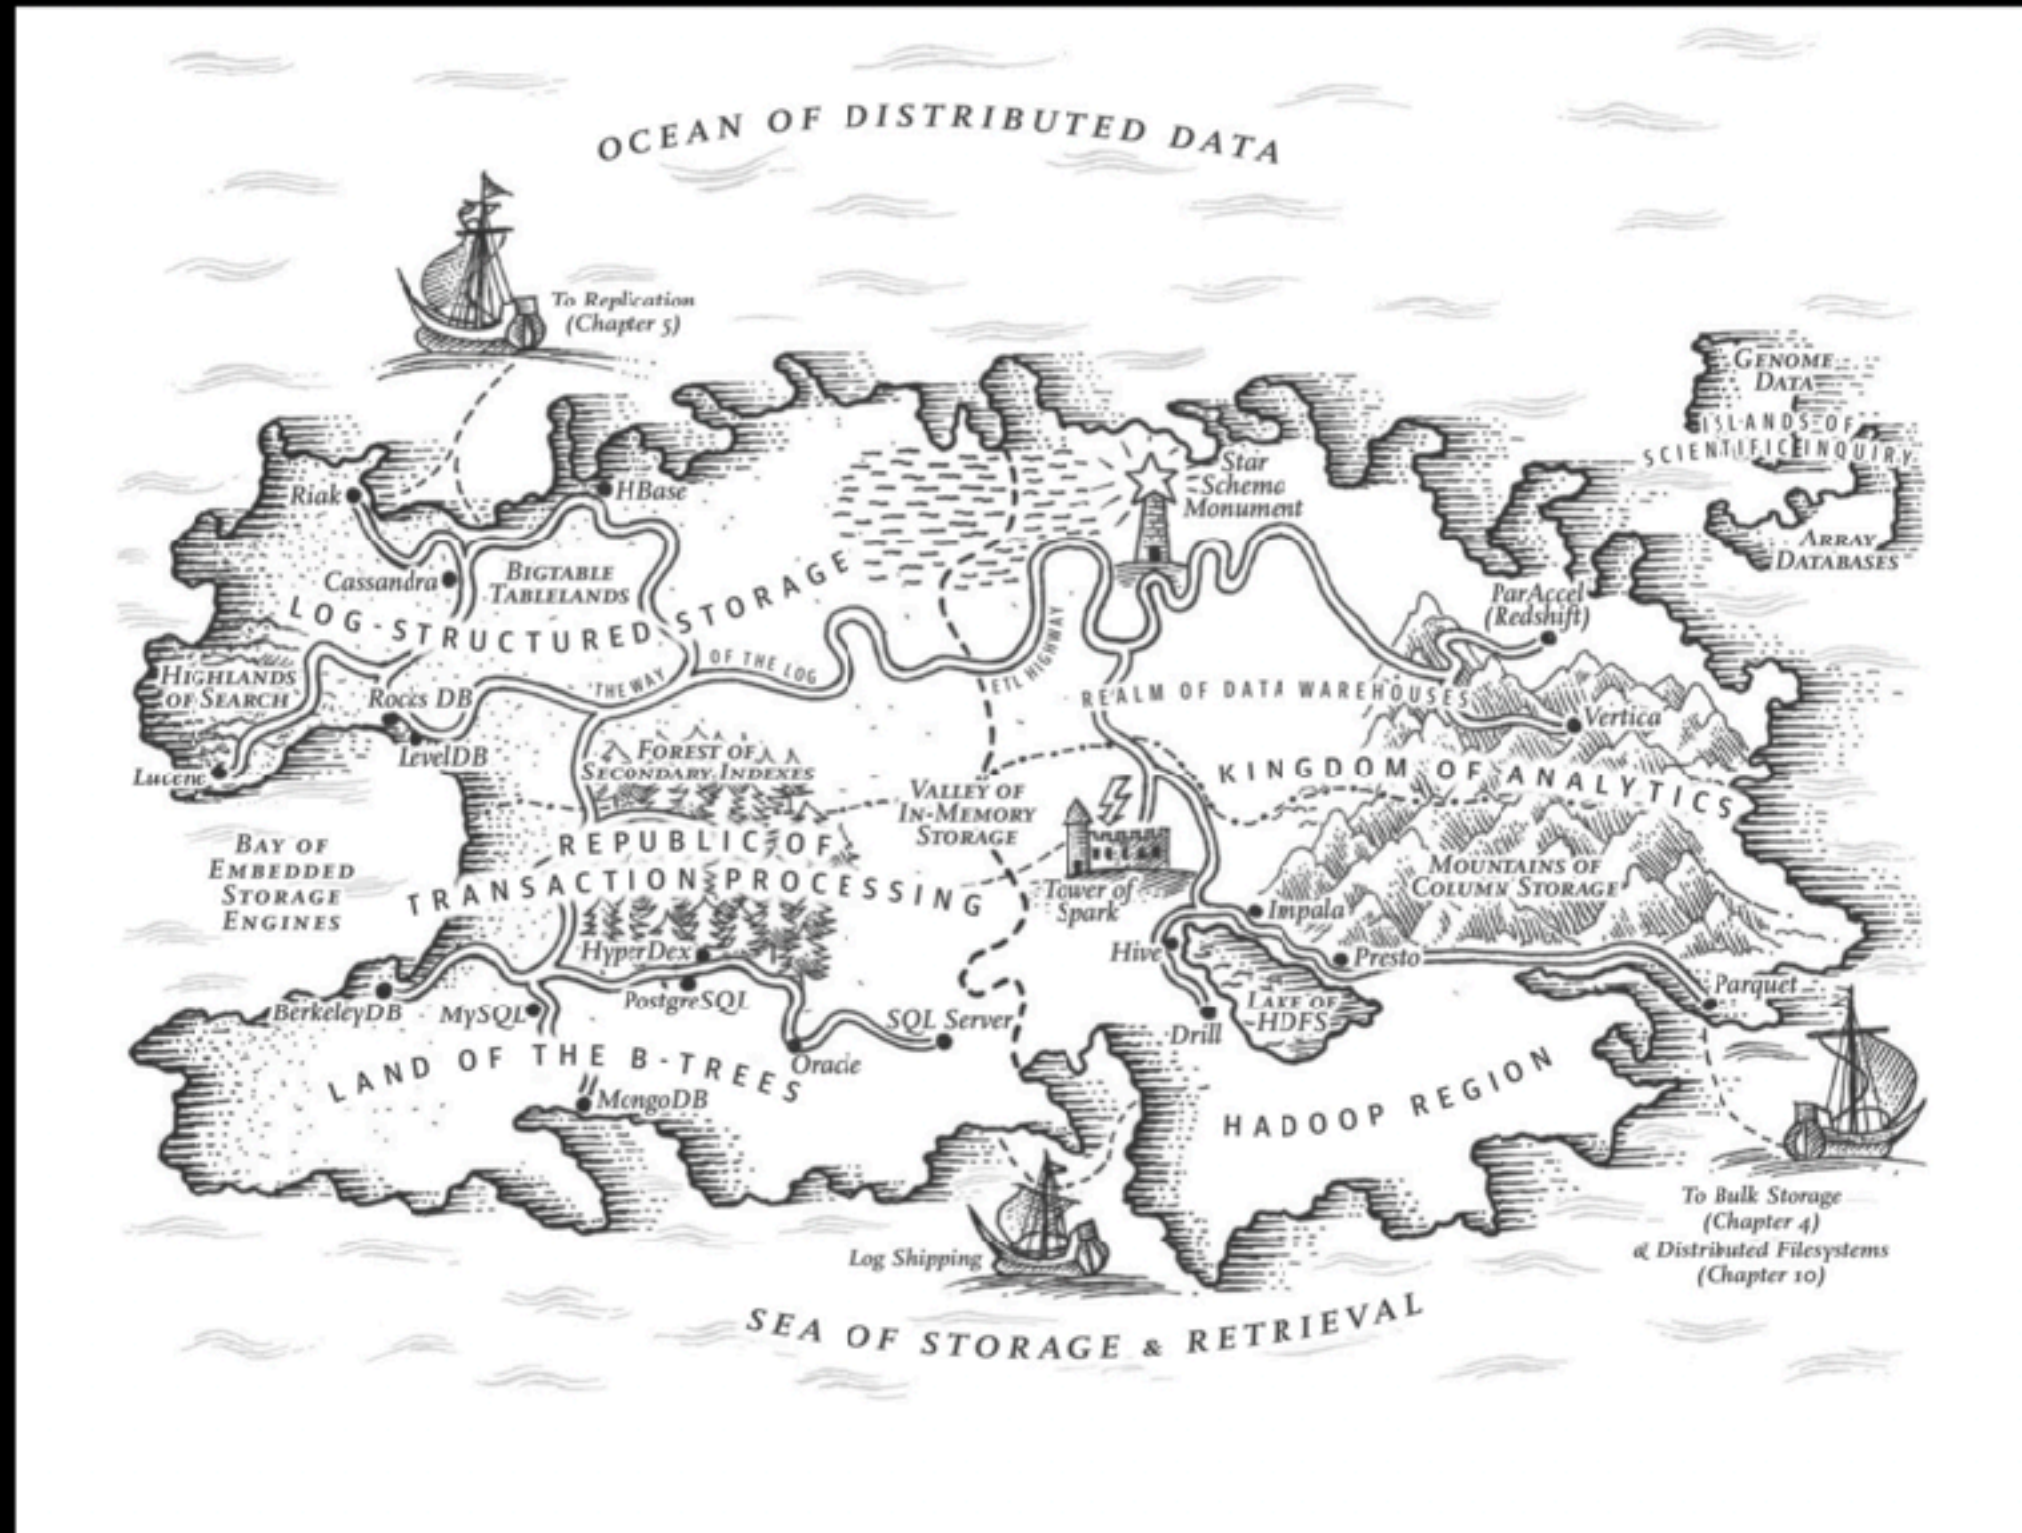 OCEAN OF DISTRIBUTED DATA
To Replication
(Chapter 5)
GENOME
DATA
ISLANDS OF
SCIENTIFIC INQUIRY
ARRAY
DATABASES
Riak
HBase
Star
Schema
Monument
Cassandra
BIGTABLE
TABLELANDS
LOG-STRUCTURED STORAGE
ParAccel
(Redshift)
HIGHLANDS
OF SEARCH
Rocks DB
THE WAY OF THE LOG
ETL HIGHWAY
REALM OF DATA WAREHOUSES
Vertica
Lucene
LevelDB
FOREST OF
SECONDARY INDEXES
VALLEY OF
IN-MEMORY
STORAGE
KINGDOM OF ANALYTICS
BAY OF
EMBEDDED
STORAGE
ENGINES
REPUBLIC OF
TRANSACTION PROCESSING
Tower of
Spark
MOUNTAINS OF
COLUMN STORAGE
Impala
HyperDex
Hive
Presto
BerkeleyDB
MySQL
PostgreSQL
SQL Server
LAKE OF
HDFS
Parquet
Drill
Oracle
LAND OF THE B-TREES
MongoDB
HADOOP REGION
To Bulk Storage
(Chapter 4)
& Distributed Filesystems
(Chapter 10)
Log Shipping
SEA OF STORAGE & RETRIEVAL